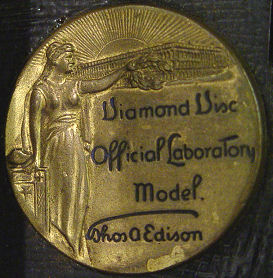 Diamond Disc
Official Laboratory
Model.
Thos A Edison